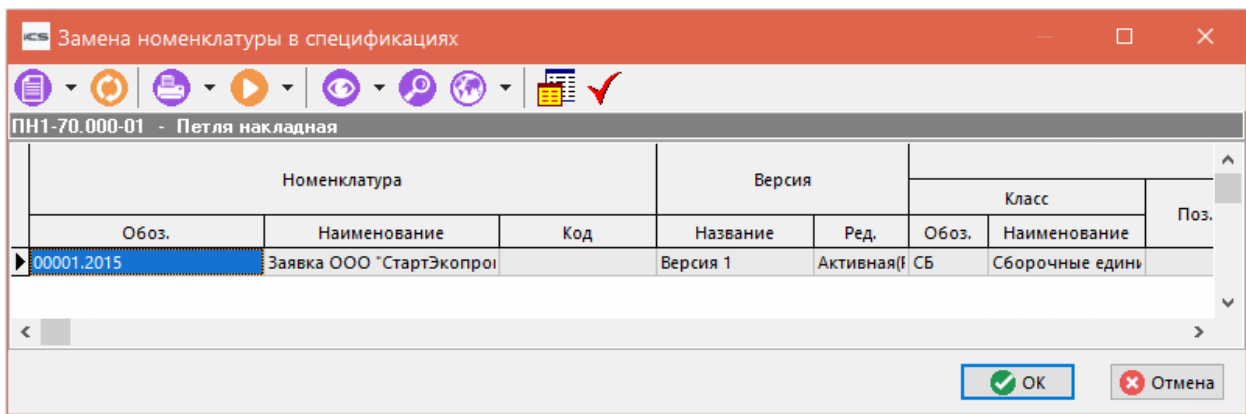 iCS Замена номенклатуры в спецификациях
ПН1-70.000-01 - Петля накладная
Номенклатура Версия
Класс Поз.
Обоз. Наименование Код Название Ред. Обоз. Наименование
00001.2015 Заявка ООО "СтартЭкопро Версия 1 Активная( СБ Сборочные едини
ОК Отмена